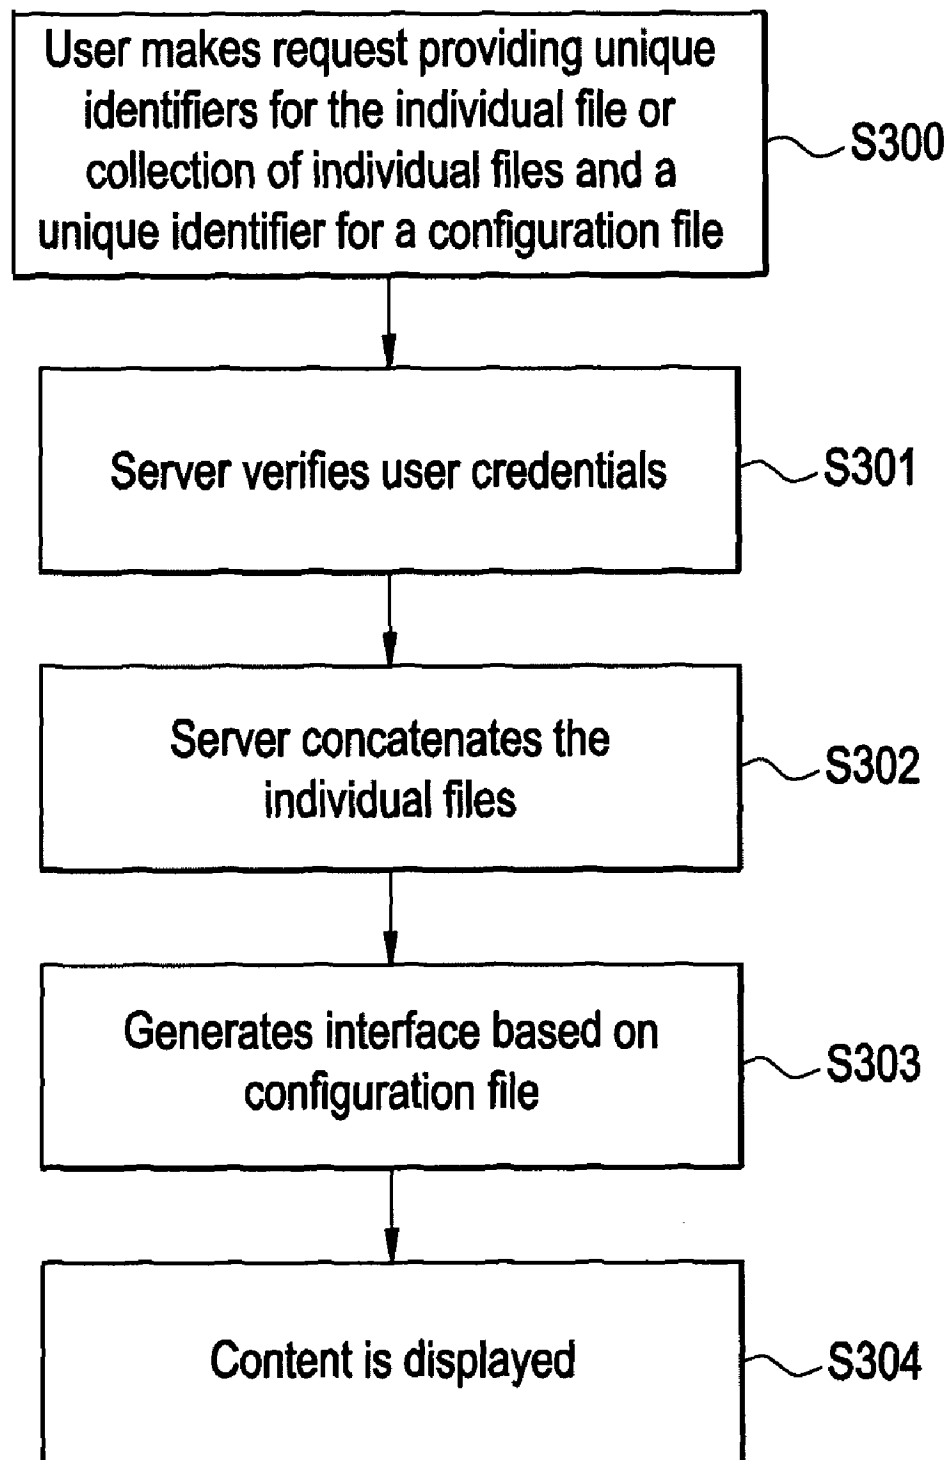 User makes request providing unique
identifiers for the individual file or
collection of individual files and a
unique identifier for a configuration file
S300
Server verifies user credentials
S301
Server concatenates the
individual files
S302
Generates interface based on
configuration file
S303
Content is displayed
S304